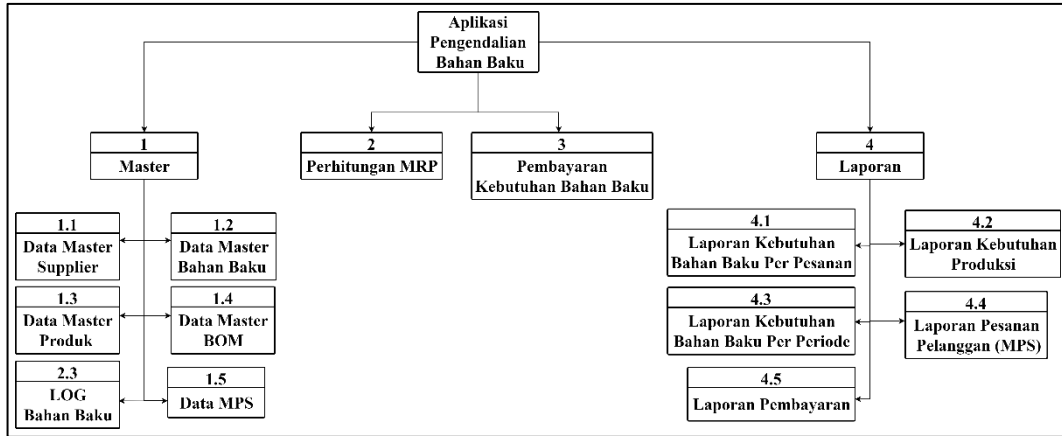 Aplikasi
Pengendalian
Bahan Baku
1
Master
2
Perhitungan MRP
3
Pembayaran
Kebutuhan Bahan Baku
4
Laporan
1.1
Data Master
Supplier
1.2
Data Master
Bahan Baku
1.3
Data Master
Produk
1.4
Data Master
BOM
2.3
LOG
Bahan Baku
1.5
Data MPS
4.1
Laporan Kebutuhan
Bahan Baku Per Pesanan
4.2
Laporan Kebutuhan
Produksi
4.3
Laporan Kebutuhan
Bahan Baku Per Periode
4.4
Laporan Pesanan
Pelanggan (MPS)
4.5
Laporan Pembayaran